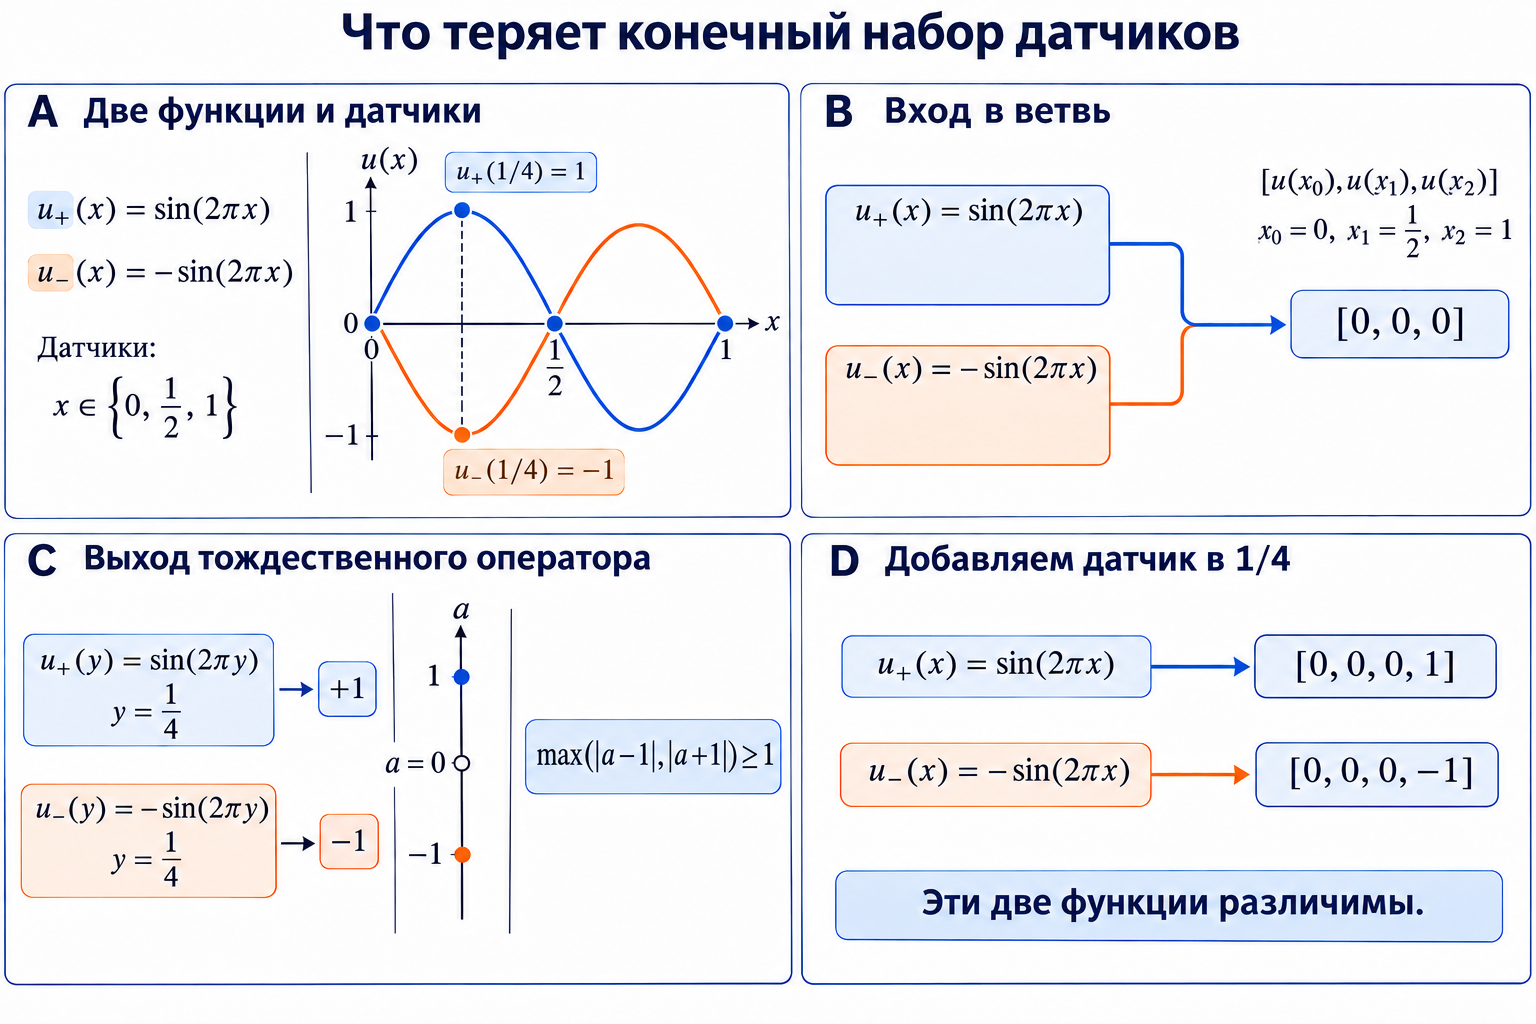 Что теряет конечный набор датчиков
A Две функции и датчики
u₊(x) = sin(2πx)
u₋(x) = −sin(2πx)
Датчики:
x ∈ {0, 1/2, 1}
u(x)
u₊(1/4) = 1
1
0
−1
0
1/2
1
x
u₋(1/4) = −1
B Вход в ветвь
u₊(x) = sin(2πx)
u₋(x) = −sin(2πx)
[u(x₀), u(x₁), u(x₂)]
x₀ = 0, x₁ = 1/2, x₂ = 1
[0, 0, 0]
C Выход тождественного оператора
u₊(y) = sin(2πy)
y = 1/4
+1
u₋(y) = −sin(2πy)
y = 1/4
−1
a
1
a = 0
−1
max(|a−1|, |a+1|) ≥ 1
D Добавляем датчик в 1/4
u₊(x) = sin(2πx)
[0, 0, 0, 1]
u₋(x) = −sin(2πx)
[0, 0, 0, −1]
Эти две функции различимы.